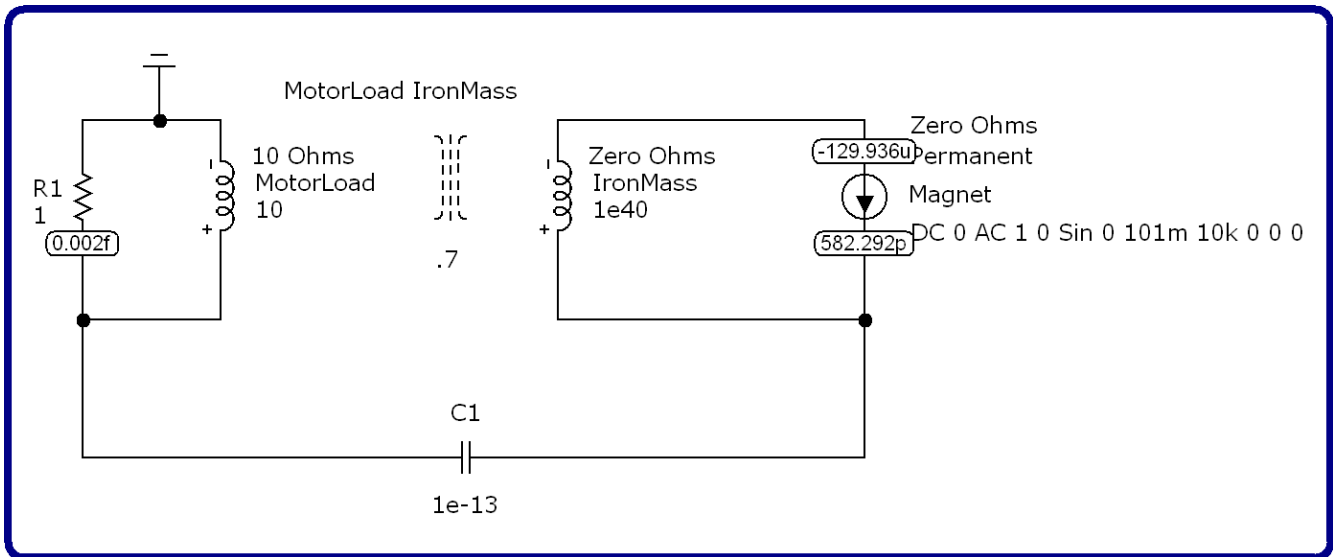 MotorLoad IronMass
R1
1
0.002f
10 Ohms
MotorLoad
10
-
+
.7
Zero Ohms
IronMass
1e40
-
+
-129.936u
582.292p
Zero Ohms
Permanent
Magnet
DC 0 AC 1 0 Sin 0 101m 10k 0 0 0
C1
1e-13